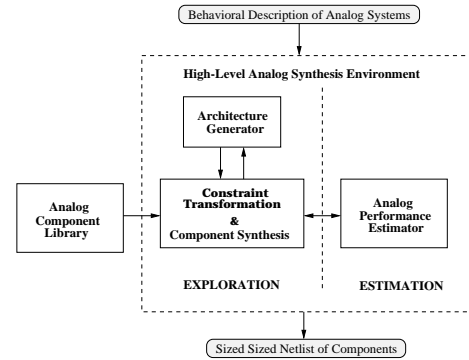 Behavioral Description of Analog Systems
High-Level Analog Synthesis Environment
Architecture
Generator
Analog
Component
Library
Constraint
Transformation
&
Component Synthesis
Analog
Performance
Estimator
EXPLORATION
ESTIMATION
Sized Sized Netlist of Components